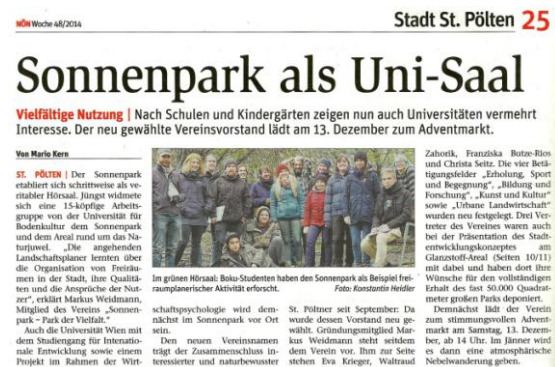 NÖN Woche 48/2014
Stadt St. Pölten 25
Sonnenpark als Uni-Saal
Vielfältige Nutzung | Nach Schulen und Kindergärten zeigen nun auch Universitäten vermehrt
Interesse. Der neu gewählte Vereinsvorstand lädt am 13. Dezember zum Adventmarkt.
Von Mario Kern
ST. PÖLTEN | Der Sonnenpark
etabliert sich schrittweise als ve-
ritabler Hörsaal. Jüngst widmete
sich eine 15-köpfige Arbeits-
gruppe von der Universität für
Bodenkultur dem Sonnenpark
und dem Areal rund um das Na-
turjuwel. „Die angehenden
Landschaftsplaner lernten über
die Organisation von Freiräu-
men in der Stadt, ihre Qualitä-
ten und die Ansprüche der Nut-
zer“, erklärt Markus Weidmann,
Mitglied des Vereins „Sonnen-
park – Park der Vielfalt.“
Auch die Universität Wien mit
dem Studiengang für Intenatio-
nale Entwicklung sowie einem
Projekt im Rahmen der Wirt-
Im grünen Hörsaal: Boku-Studenten haben den Sonnenpark als Beispiel frei-
raumplanerischer Aktivität erforscht.
Foto: Konstantin Heidler
schaftspsychologie wird dem-
nächst im Sonnenpark vor Ort
sein.
Den neuen Vereinsnamen
trägt der Zusammenschluss in-
teressierter und naturbewusster
St. Pöltner seit September: Da
wurde dessen Vorstand neu ge-
wählt. Gründungsmitglied Mar-
kus Weidmann steht seitdem
dem Verein vor. Ihm zur Seite
stehen Eva Krieger, Waltraud
Zahorik, Franziska Butze-Rios
und Christa Seitz. Die vier Betä-
tigungsfelder „Erholung, Sport
und Begegnung“, „Bildung und
Forschung“, „Kunst und Kultur“
sowie „Urbane Landwirtschaft“
wurden neu festgelegt. Drei Ver-
treter des Vereines waren auch
bei der Präsentation des Stadt-
entwicklungskonzeptes am
Glanzstoff-Areal (Seiten 10/11)
mit dabei und haben dort ihre
Wünsche für den vollständigen
Erhalt des fast 50.000 Quadrat-
meter großen Parks deponiert.
Demnächst lädt der Verein
zum stimmungsvollen Advent-
markt am Samstag, 13. Dezem-
ber, ab 14 Uhr. Im Jänner wird
es dann eine atmosphärische
Nebelwanderung geben.